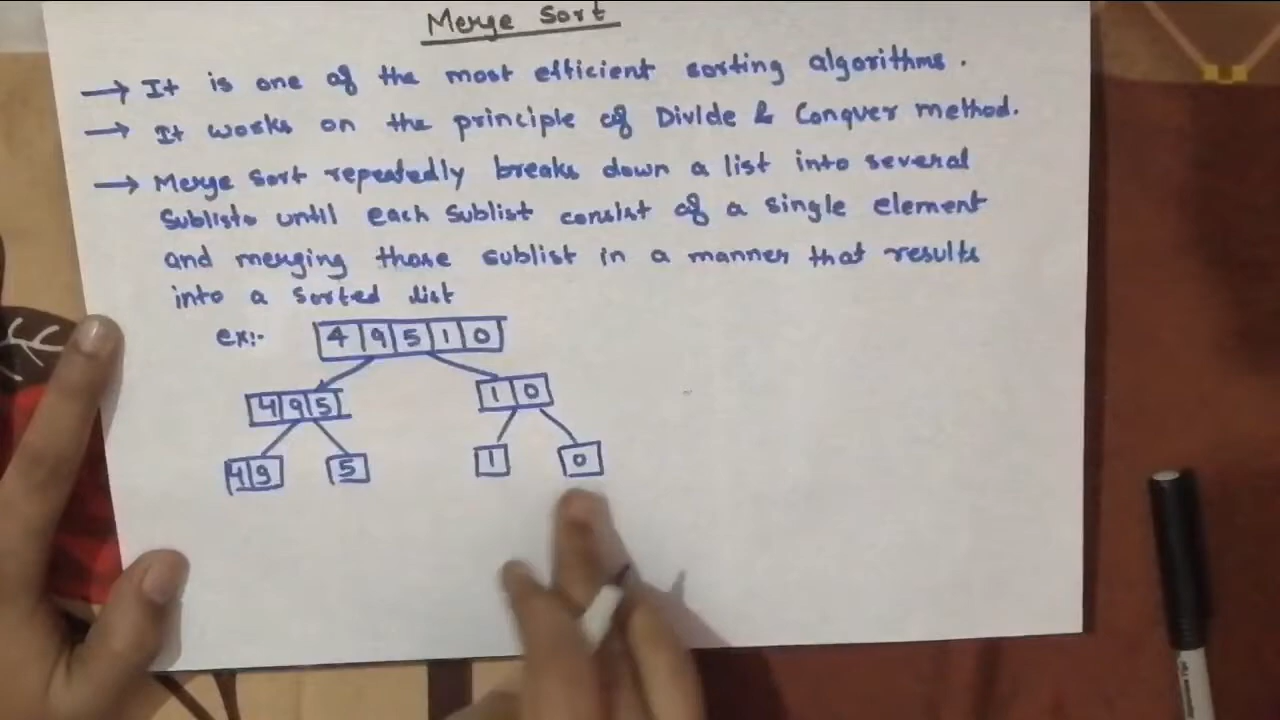 Merge Sort
→ It is one of the most efficient sorting algorithms.
→ It works on the principle of Divide & Conquer method.
→ Merge Sort repeatedly breaks down a list into several
Sublists until each Sublist consist of a single element
and merging those sublist in a manner that results
into a sorted list
ex:- 4 9 5 1 0
4 9 5 1 0
4 9 5 1 0